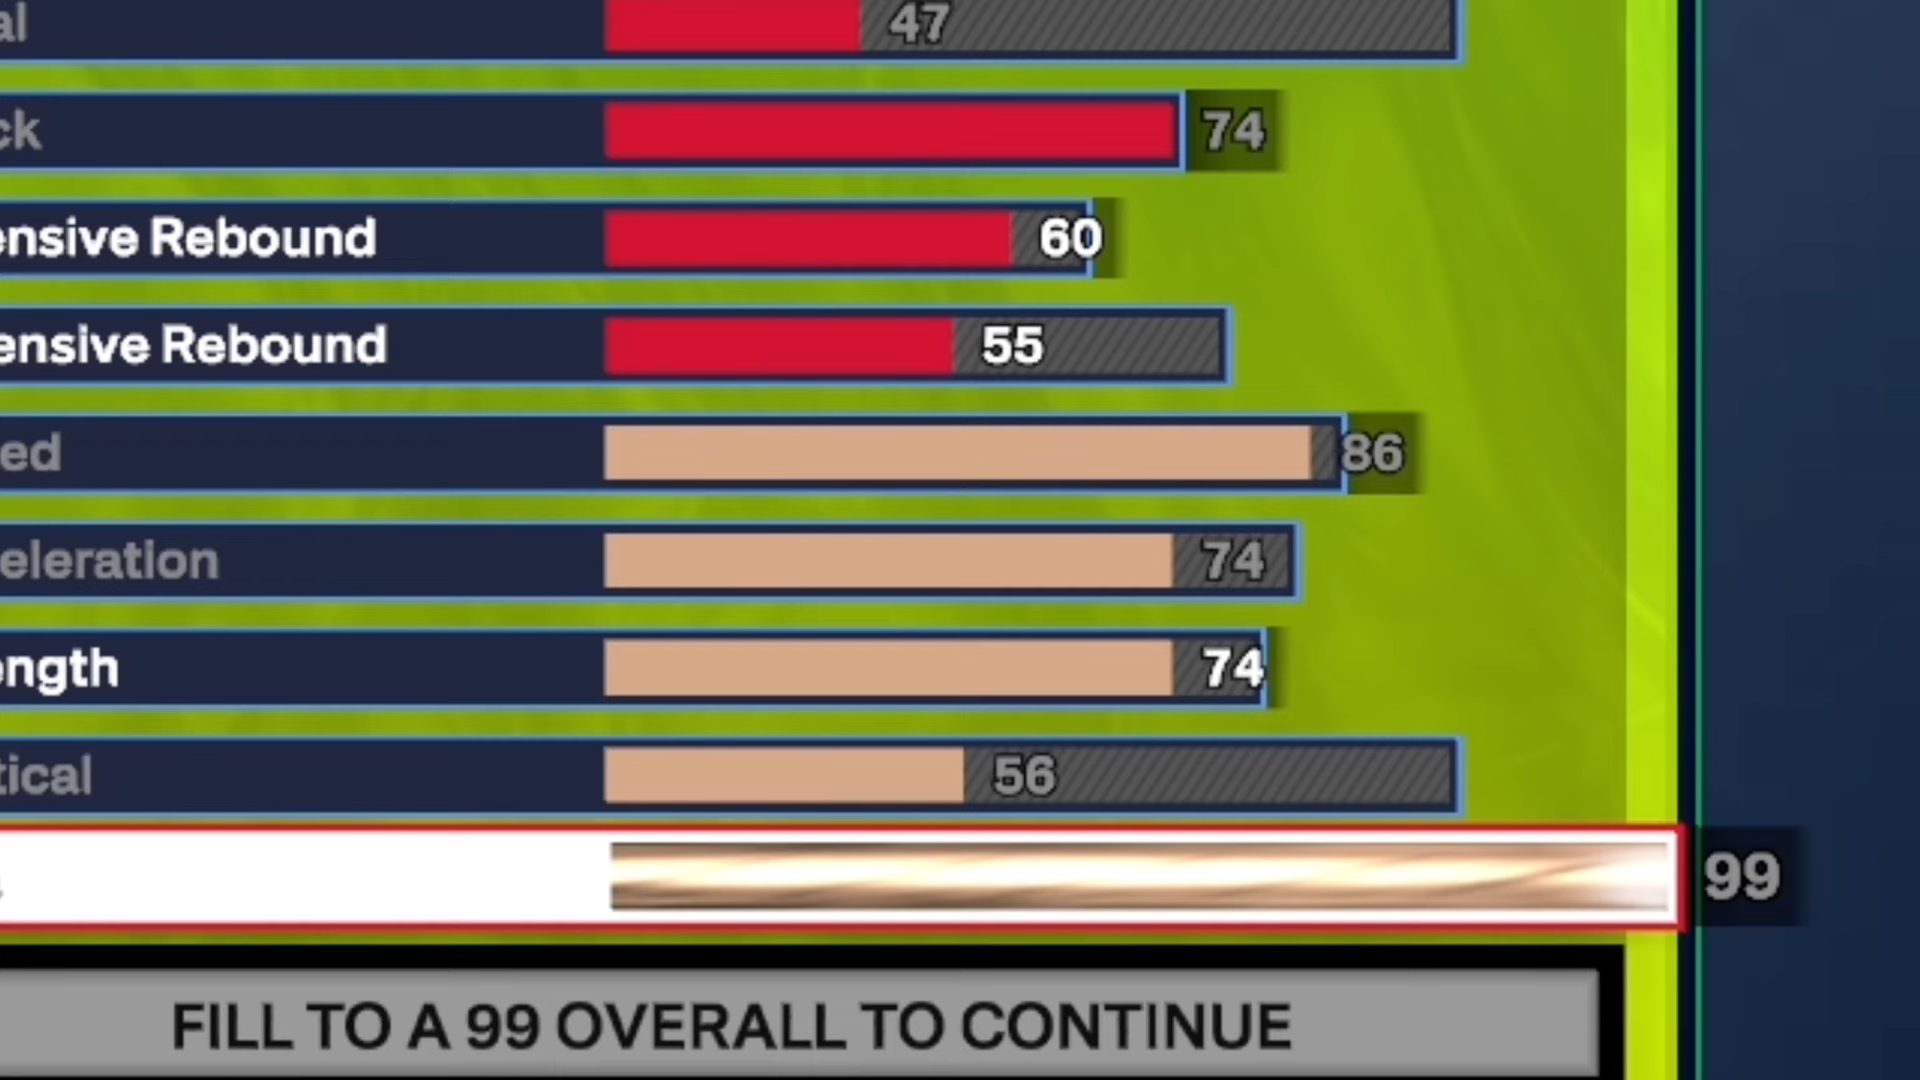 al 47
ck 74
ensive Rebound 60
ensive Rebound 55
ed 86
eleration 74
ength 74
tical 56
99
FILL TO A 99 OVERALL TO CONTINUE